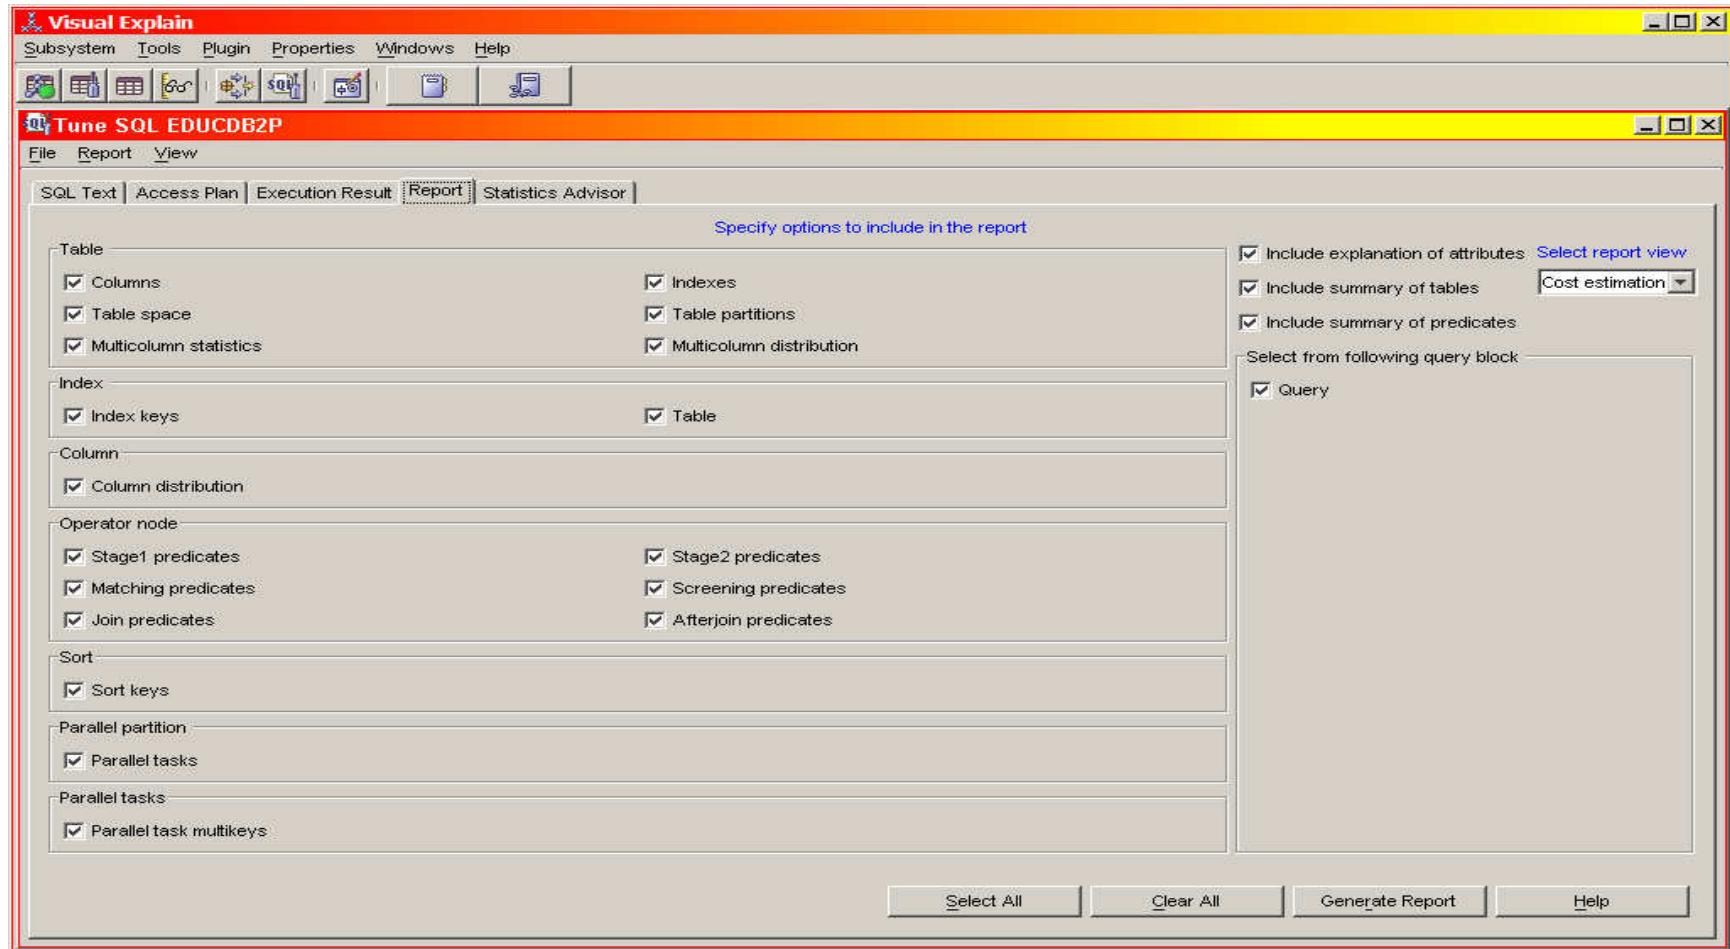 Visual Explain
Subsystem Tools Plugin Properties Windows Help
SQL
SQL Tune SQL EDUCDB2P
File Report View
SQL Text Access Plan Execution Result Report Statistics Advisor
Specify options to include in the report
Table
Columns Indexes
Table space Table partitions
Multicolumn statistics Multicolumn distribution
Index
Index keys Table
Column
Column distribution
Operator node
Stage1 predicates Stage2 predicates
Matching predicates Screening predicates
Join predicates Afterjoin predicates
Sort
Sort keys
Parallel partition
Parallel tasks
Parallel tasks
Parallel task multikeys
Include explanation of attributes Select report view
Include summary of tables Cost estimation
Include summary of predicates
Select from following query block
Query
Select All Clear All Generate Report Help